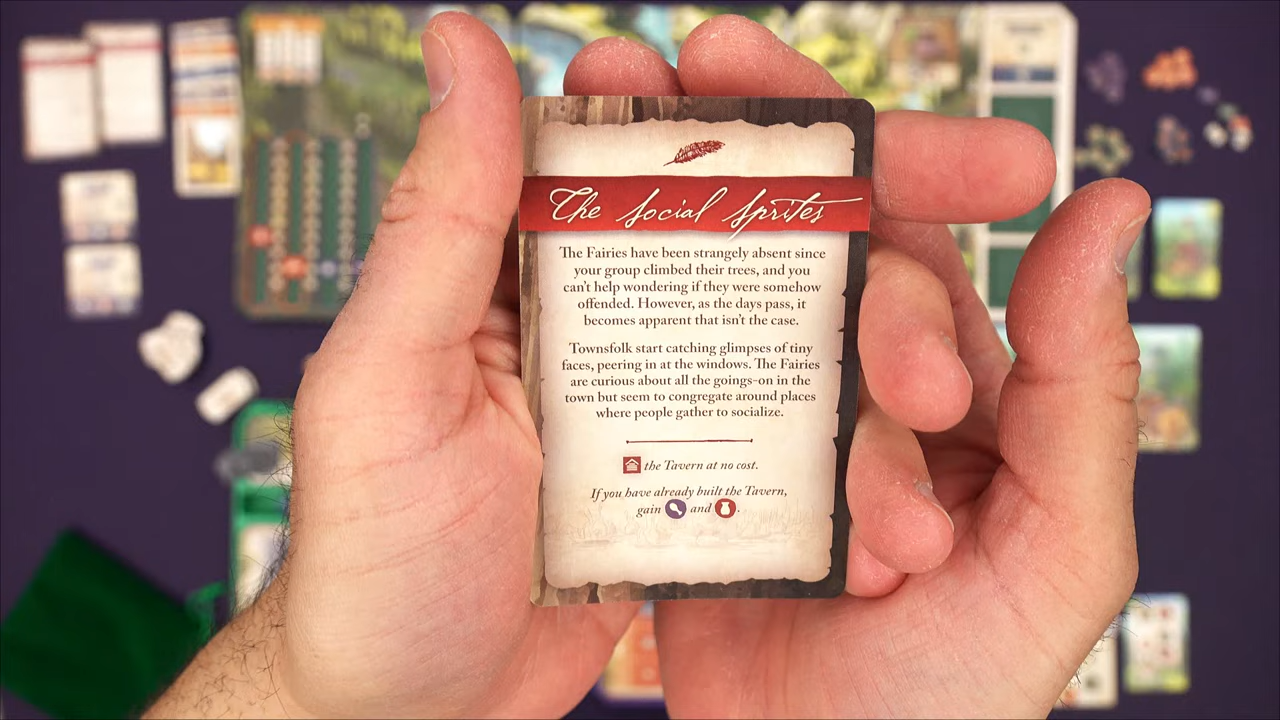 The Social Sprites
The Fairies have been strangely absent since
your group climbed their trees, and you
can't help wondering if they were somehow
offended. However, as the days pass, it
becomes apparent that isn't the case.
Townsfolk start catching glimpses of tiny
faces, peering in at the windows. The Fairies
are curious about all the goings-on in the
town but seem to congregate around places
where people gather to socialize.
the Tavern at no cost.
If you have already built the Tavern,
gain and .